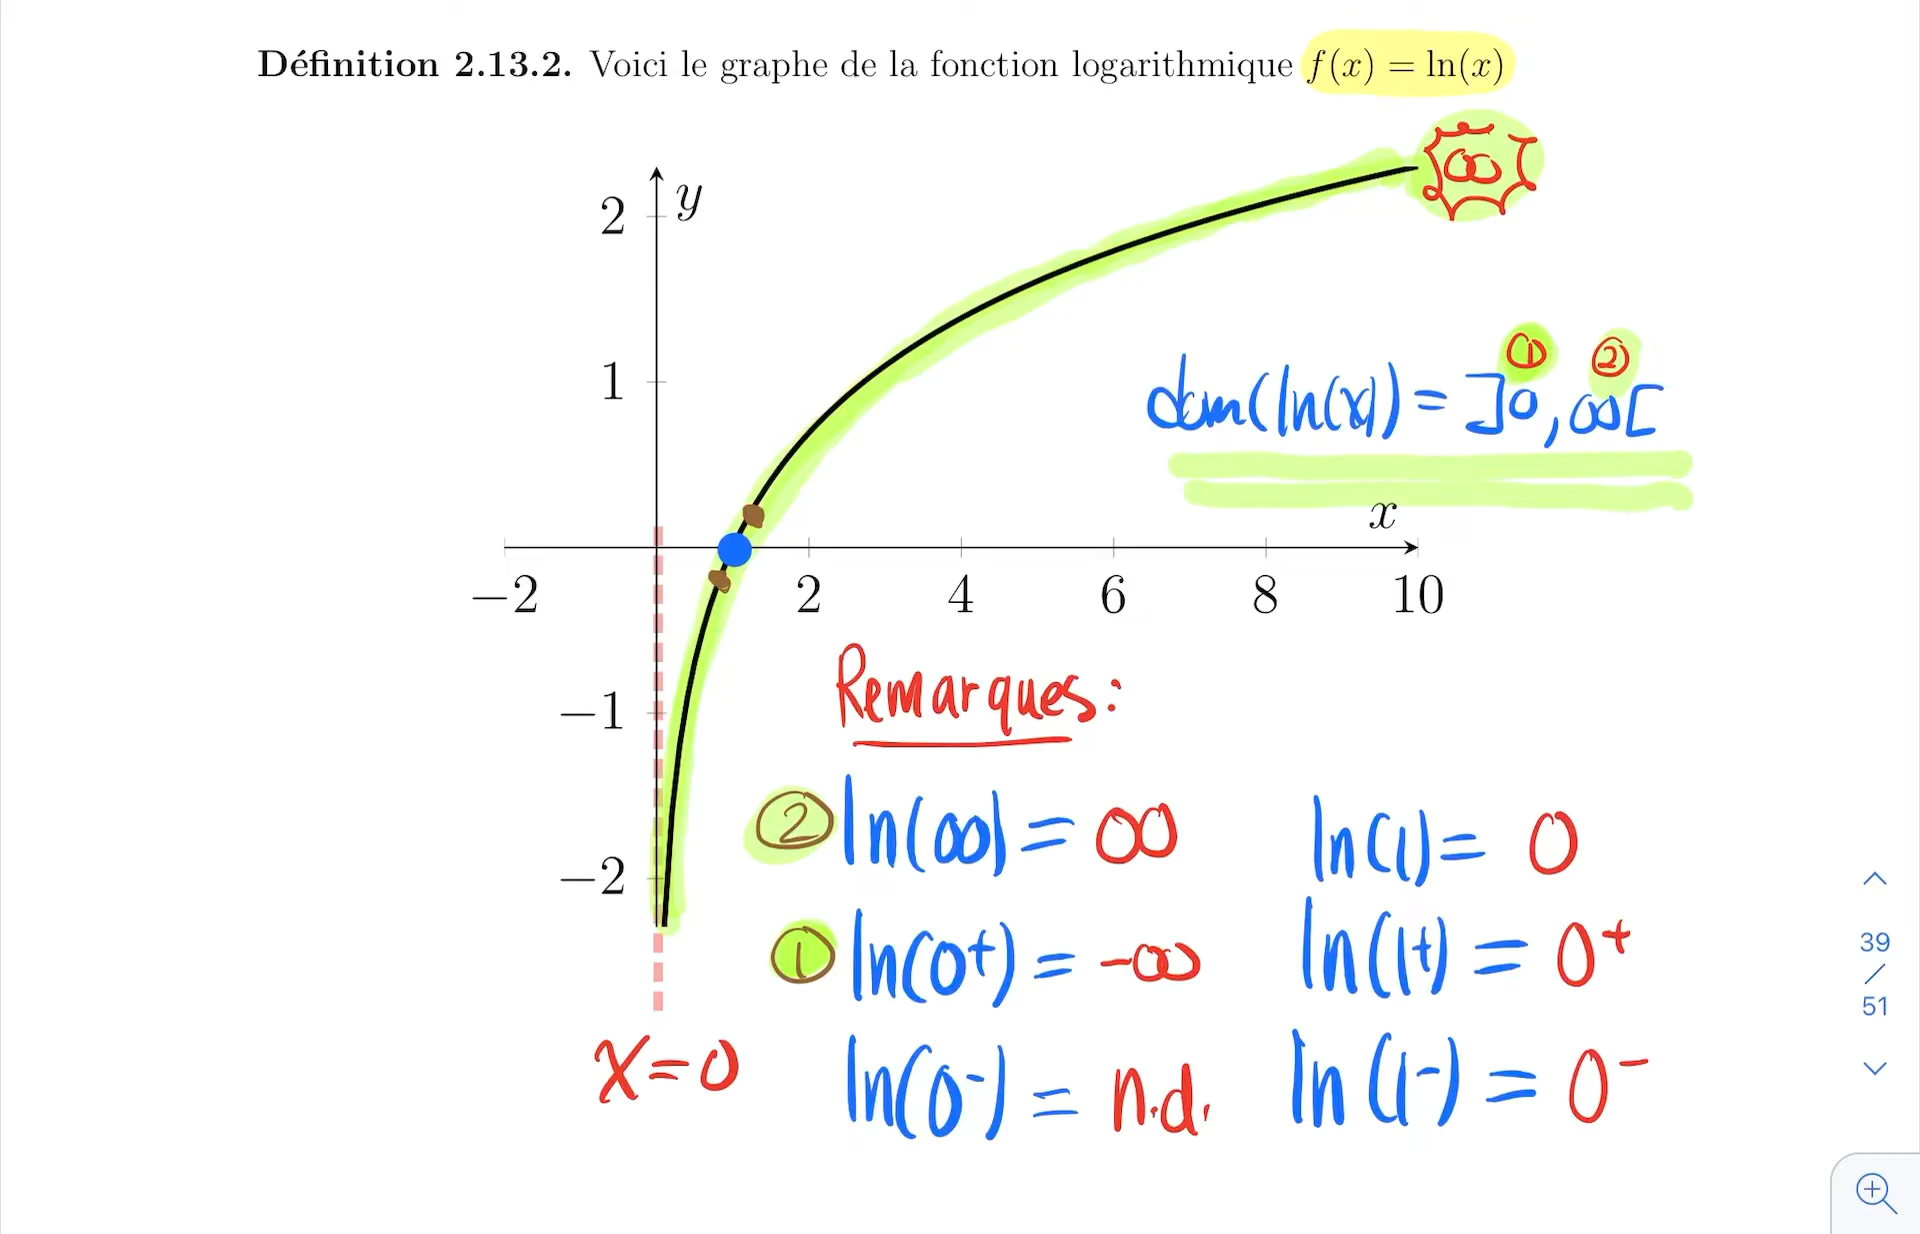 Définition 2.13.2. Voici le graphe de la fonction logarithmique f(x) = ln(x)
∞
y
2
1
① ②
dom(ln(x)) = ]0, ∞[
x
−2 2 4 6 8 10
−1
Remarques:
② ln(∞) = ∞ ln(1) = 0
−2
① ln(0⁺) = -∞ ln(1⁺) = 0⁺
x=0
ln(0⁻) = n.d. ln(1⁻) = 0⁻
39
/
51